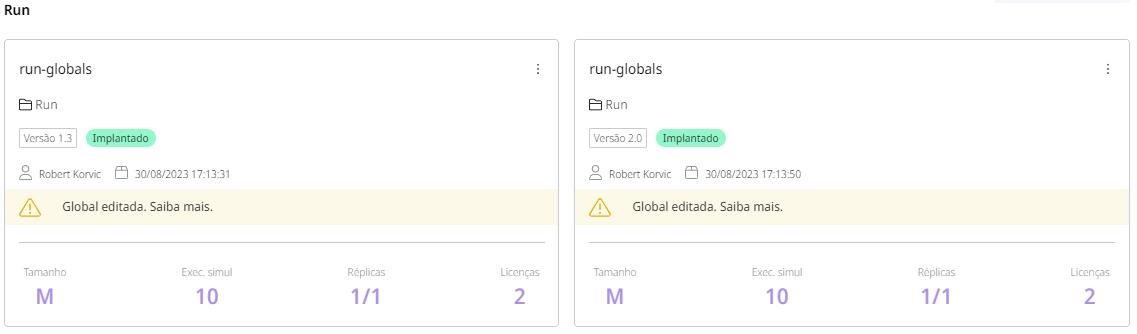 Run
run-globals
Run
Versão 1.3 Implantado
Robert Korvic 30/08/2023 17:13:31
Global editada. Saiba mais.
Tamanho Exec. simul Réplicas Licenças
M 10 1/1 2
run-globals
Run
Versão 2.0 Implantado
Robert Korvic 30/08/2023 17:13:50
Global editada. Saiba mais.
Tamanho Exec. simul Réplicas Licenças
M 10 1/1 2